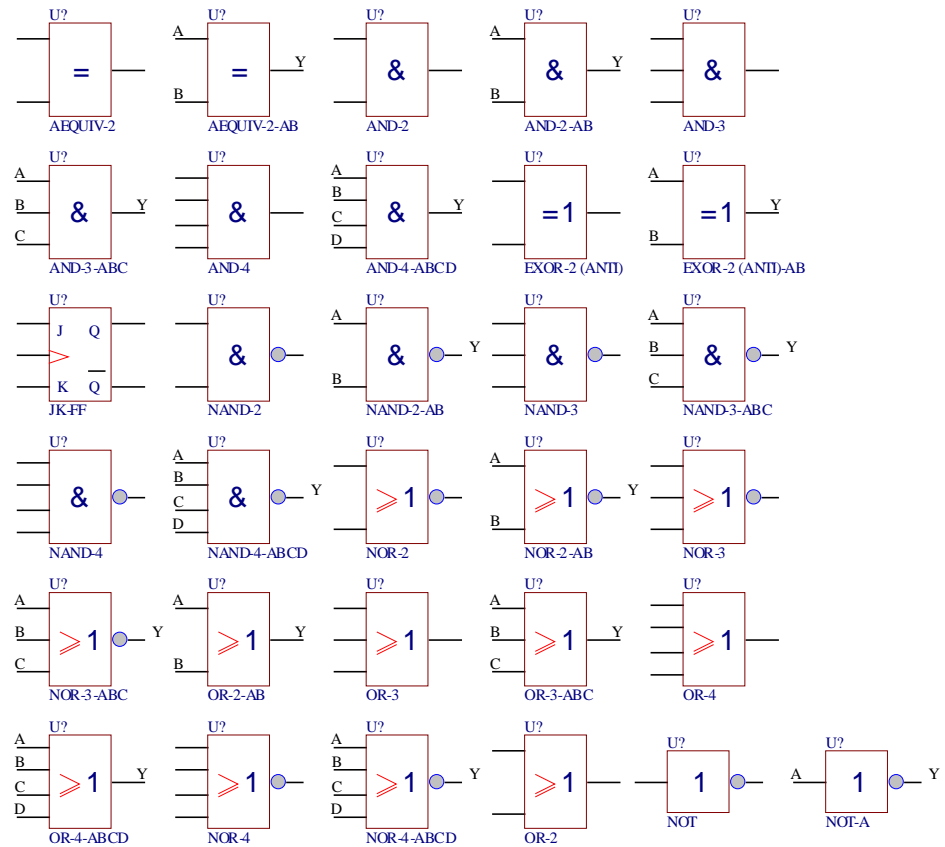 U? U? U? U? U?
A A
= = Y & & Y &
B B
AEQUIV-2 AEQUIV-2-AB AND-2 AND-2-AB AND-3
U? U? U? U? U?
A A A
B & Y & B & Y =1 =1 Y
C C
D B
AND-3-ABC AND-4 AND-4-ABCD EXOR-2 (ANTI) EXOR-2 (ANTI)-AB
U? U? U? U? U?
J Q A A
& & Y & B & Y
K Q B C
JK-FF NAND-2 NAND-2-AB NAND-3 NAND-3-ABC
U? U? U? U? U?
A A
B
& & Y ⩾1 ⩾1 Y ⩾1
C
D B
NAND-4 NAND-4-ABCD NOR-2 NOR-2-AB NOR-3
U? U? U? U? U?
A A A
B ⩾1 Y ⩾1 Y ⩾1 B ⩾1 Y ⩾1
C B C
NOR-3-ABC OR-2-AB OR-3 OR-3-ABC OR-4
U? U? U? U? U? U?
A A
B B
⩾1 Y ⩾1 ⩾1 Y ⩾1 1 A 1 Y
C C
D D
OR-4-ABCD NOR-4 NOR-4-ABCD OR-2 NOT NOT-A